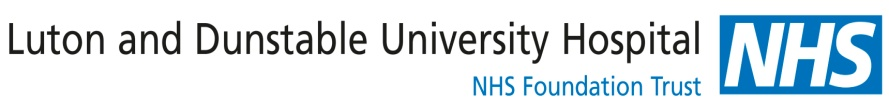 Luton and Dunstable University Hospital NHS
NHS Foundation Trust